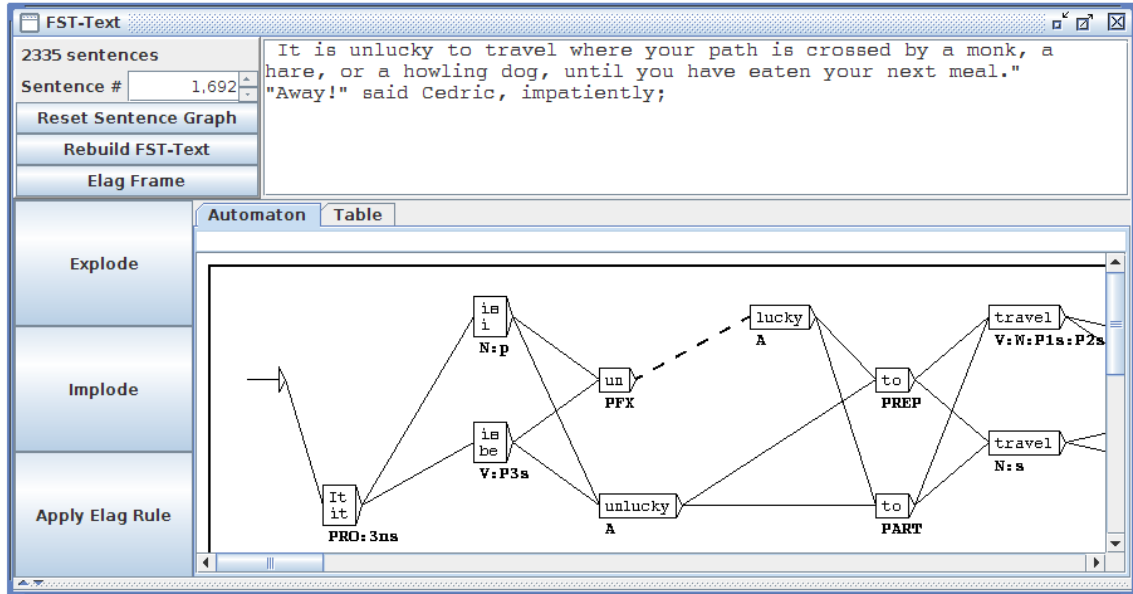 FST-Text
2335 sentences
Sentence # 1,692
Reset Sentence Graph
Rebuild FST-Text
Elag Frame
It is unlucky to travel where your path is crossed by a monk, a
hare, or a howling dog, until you have eaten your next meal."
"Away!" said Cedric, impatiently;
Explode
Implode
Apply Elag Rule
Automaton Table
It
it
PRO:3ns
is
i
N:p
is
be
V:P3s
un
PFX
unlucky
A
lucky
A
to
PREP
to
PART
travel
V:W:P1s:P2s
travel
N:s